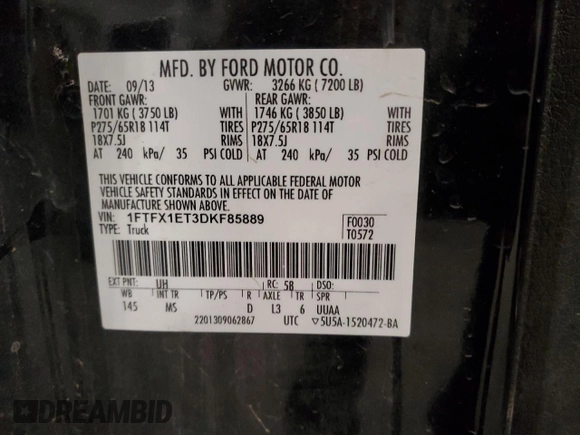 MFD. BY FORD MOTOR CO.
DATE: 09/13 GVWR: 3266 KG ( 7200 LB)
FRONT GAWR: REAR GAWR:
1701 KG ( 3750 LB) WITH 1746 KG ( 3850 LB) WITH
P275/65R18 114T TIRES P275/65R18 114T TIRES
18X7.5J RIMS 18X7.5J RIMS
AT 240 kPa/ 35 PSI COLD AT 240 kPa/ 35 PSI COLD
THIS VEHICLE CONFORMS TO ALL APPLICABLE FEDERAL MOTOR
VEHICLE SAFETY STANDARDS IN EFFECT ON THE DATE OF
MANUFACTURE SHOWN ABOVE.
VIN: 1FTFX1ET3DKF85889 F0030
TYPE: Truck T0572
EXT PNT: UH RC: 58 DSO:
WB INT TR TP/PS R AXLE TR SPR
145 MS D L3 6 UUAA
2201309062867 UTC ▽5U5A-1520472-BA
DREAMBID